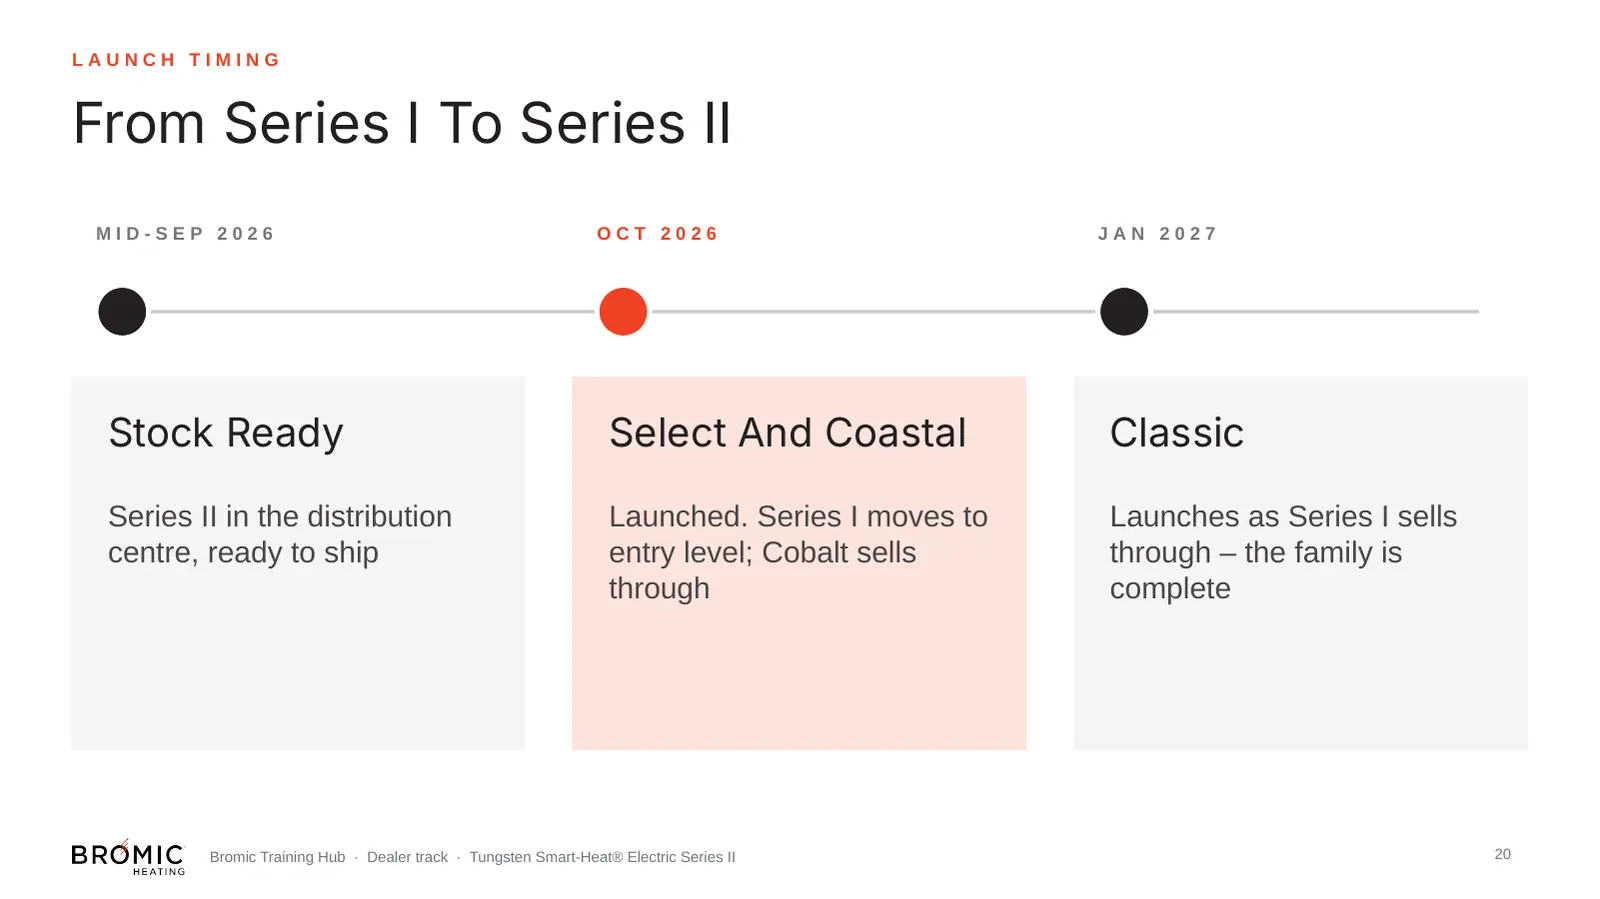 LAUNCH TIMING
From Series I To Series II
MID-SEP 2026
OCT 2026
JAN 2027
Stock Ready
Series II in the distribution
centre, ready to ship
Select And Coastal
Launched. Series I moves to
entry level; Cobalt sells
through
Classic
Launches as Series I sells
through – the family is
complete
BROMIC
HEATING
Bromic Training Hub · Dealer track · Tungsten Smart-Heat® Electric Series II
20